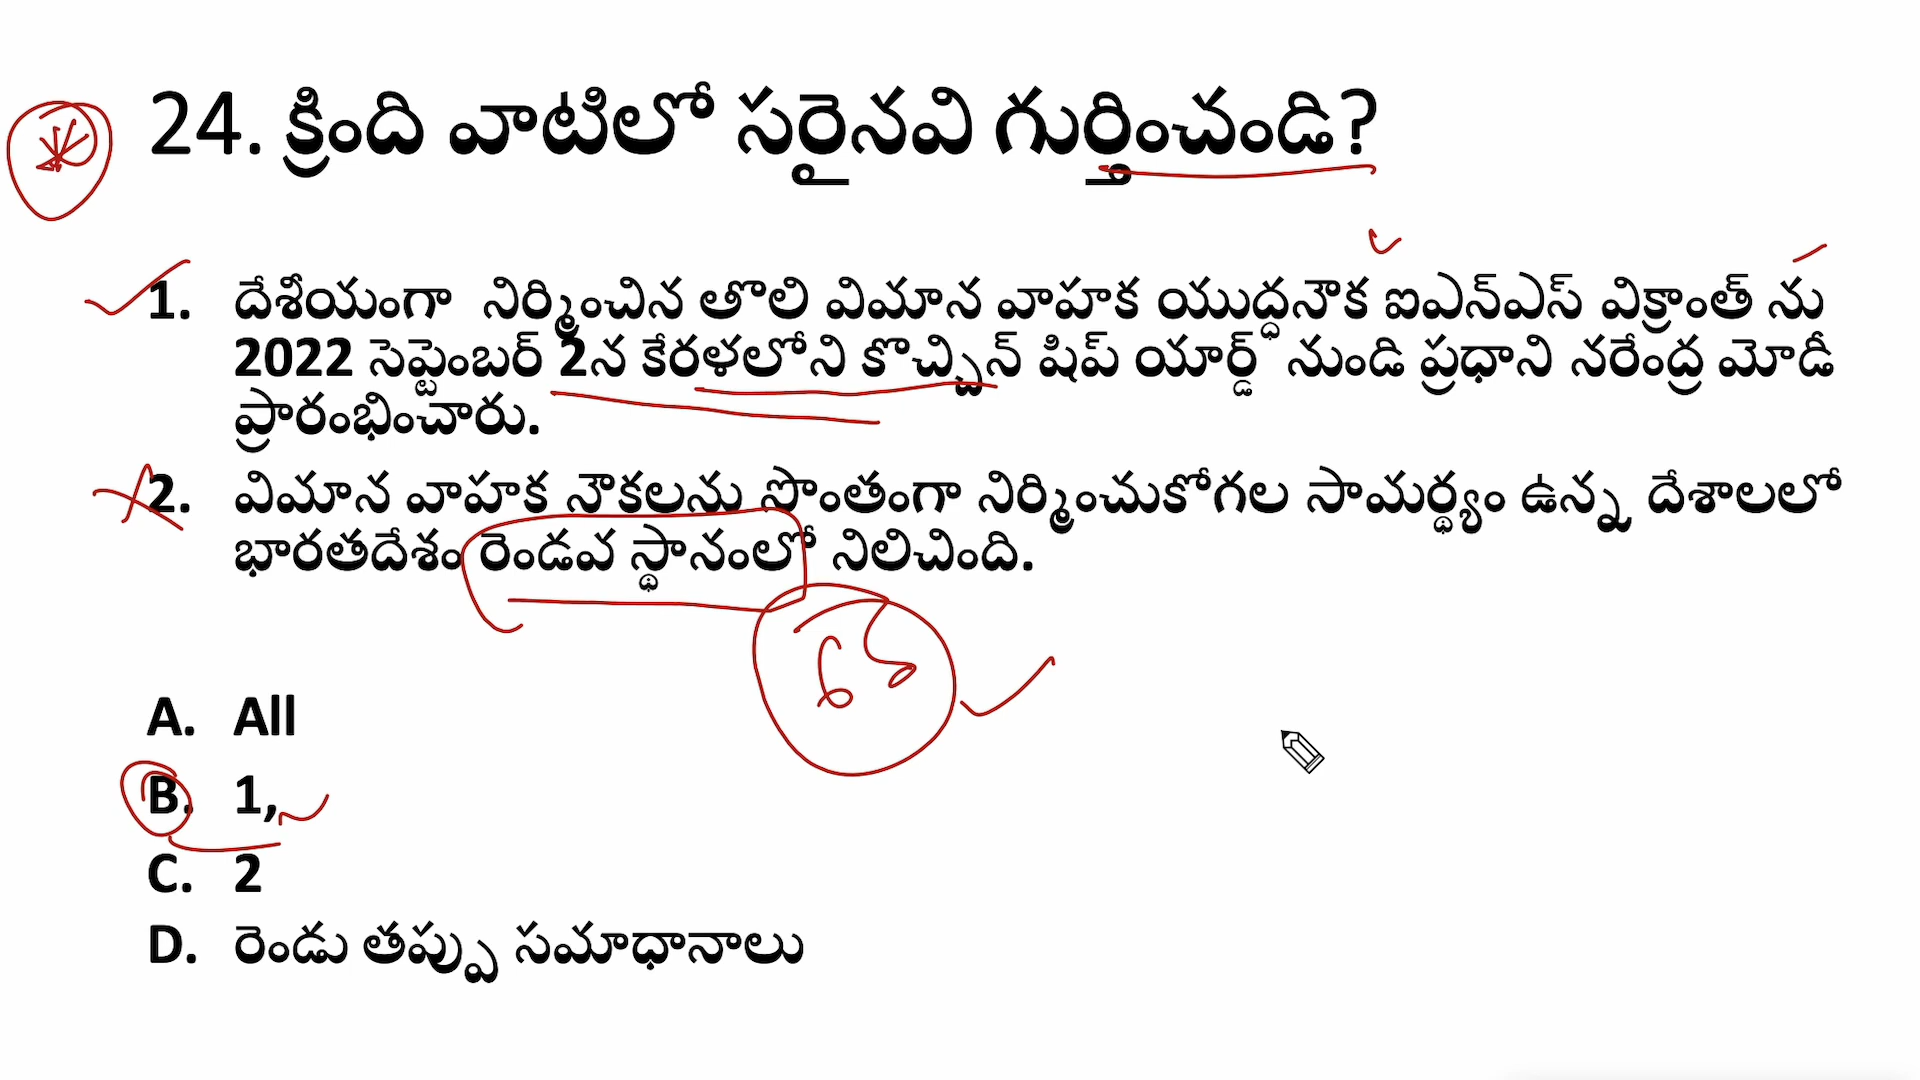 24. క్రింది వాటిలో సరైనవి గుర్తించండి?
1. దేశీయంగా నిర్మించిన తొలి విమాన వాహక యుద్ధనౌక ఐఎన్ఎస్ విక్రాంత్ ను
2022 సెప్టెంబర్ 2న కేరళలోని కొచ్చిన్ షిప్ యార్డ్ నుండి ప్రధాని నరేంద్ర మోడీ
ప్రారంభించారు.
2. విమాన వాహక నౌకలను సొంతంగా నిర్మించుకోగల సామర్థ్యం ఉన్న దేశాలలో
భారతదేశం రెండవ స్థానంలో నిలిచింది.
A. All
B. 1,
C. 2
D. రెండు తప్పు సమాధానాలు